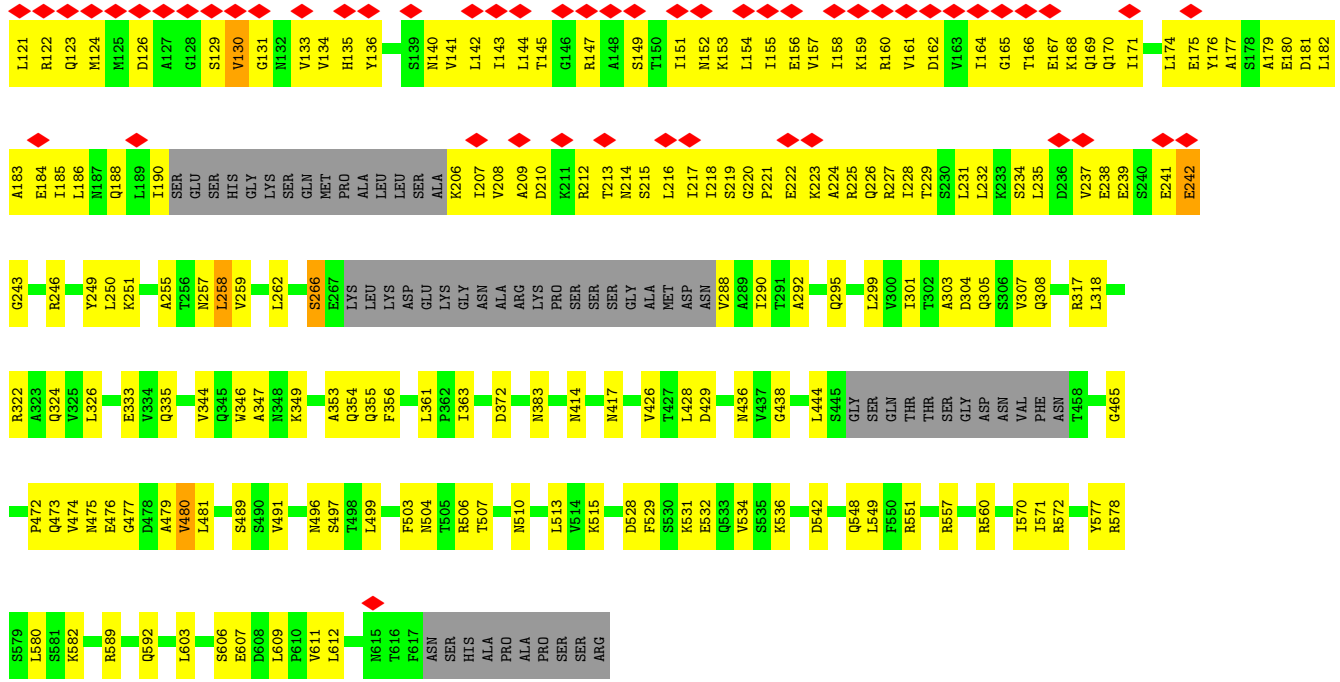 L121 R122 Q123 M124 M125 D126 A127 G128 S129 V130 G131 N132 V133 V134 H135 Y136 S139 N140 V141 L142 I143 L144 T145 G146 R147 A148 S149 T150 I151 N152 K153 L154 I155 E156 V157 I158 K159 R160 V161 D162 V163 I164 G165 T166 E167 K168 Q169 Q170 I171 L174 E175 Y176 A177 S178 A179 E180 D181 L182
A183 E184 I185 L186 N187 Q188 L189 I190 SER GLU SER HIS GLY LYS SER GLN MET PRO ALA LEU LEU SER ALA K206 I207 V208 A209 D210 K211 R212 T213 N214 S215 L216 I217 I218 S219 G220 P221 E222 K223 A224 R225 Q226 R227 I228 T229 S230 L231 L232 K233 S234 L235 D236 V237 E238 E239 S240 E241 E242
G243 R246 Y249 L250 K251 A255 T256 N257 L258 V259 L262 S266 E267 LYS LEU LYS ASP GLU LYS GLY ASN ALA ARG LYS PRO SER SER SER GLY ALA MET ASP ASN V288 A289 I290 T291 A292 Q295 L299 V300 I301 T302 A303 D304 Q305 S306 V307 Q308 R317 L318
R322 A323 Q324 V325 L326 E333 V334 Q335 V344 Q345 W346 A347 N348 K349 A353 Q354 Q355 F356 L361 P362 I363 D372 N383 N414 N417 V426 T427 L428 D429 N436 V437 G438 L444 S445 GLY SER GLN THR THR SER GLY ASP ASN VAL PHE ASN T458 G465
P472 Q473 V474 N475 E476 G477 D478 A479 V480 L481 S489 S490 V491 N496 S497 T498 L499 F503 N504 T505 R506 T507 N510 L513 V514 K515 D528 F529 S530 K531 E532 Q533 V534 S535 K536 D542 Q548 L549 F550 R551 R557 R560 I570 I571 R572 Y577 R578
S579 L580 S581 K582 R589 Q592 L603 S606 E607 D608 L609 P610 V611 L612 N615 T616 F617 ASN SER HIS ALA PRO ALA PRO SER SER ARG